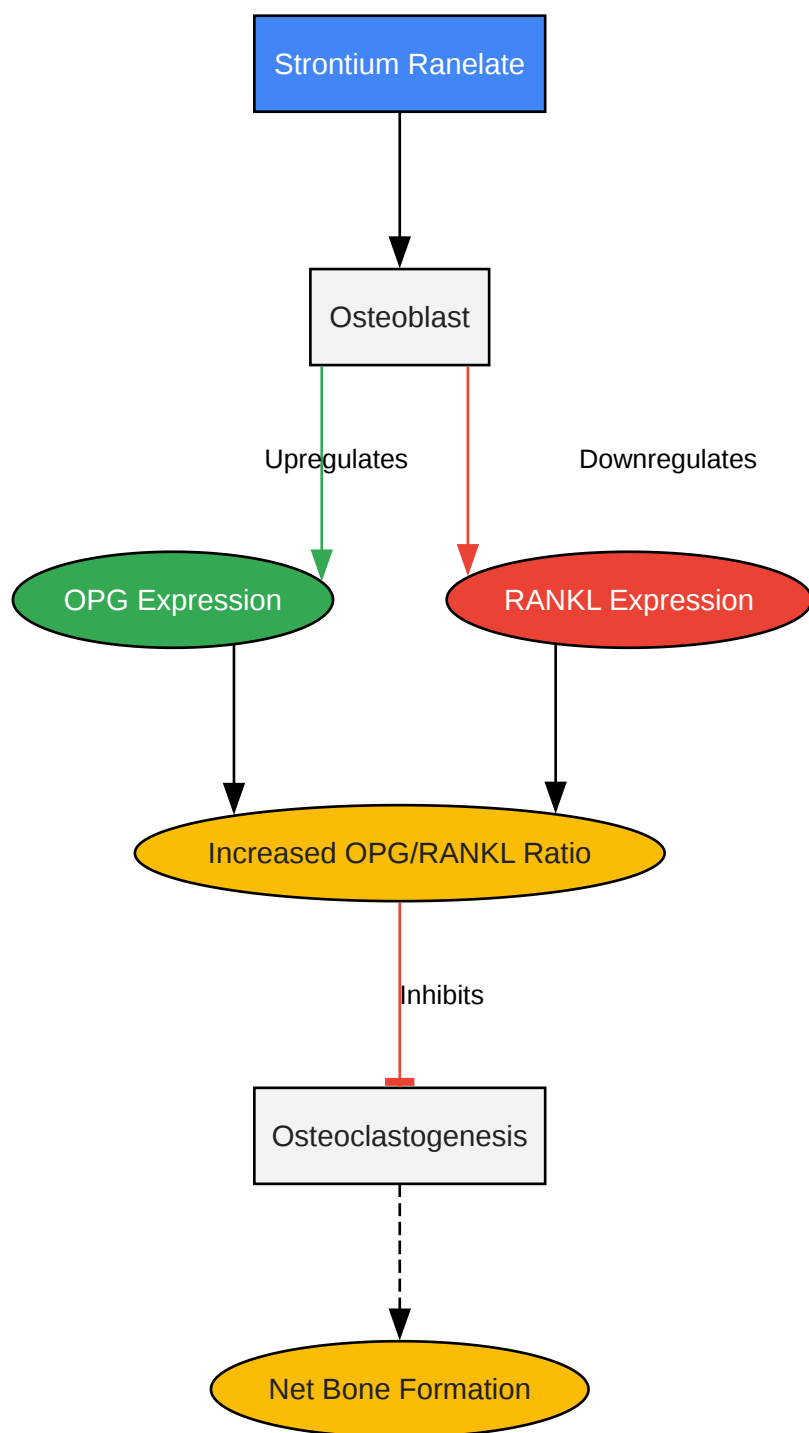 Strontium Ranelate
Osteoblast
Upregulates
Downregulates
OPG Expression
RANKL Expression
Increased OPG/RANKL Ratio
Inhibits
Osteoclastogenesis
Net Bone Formation